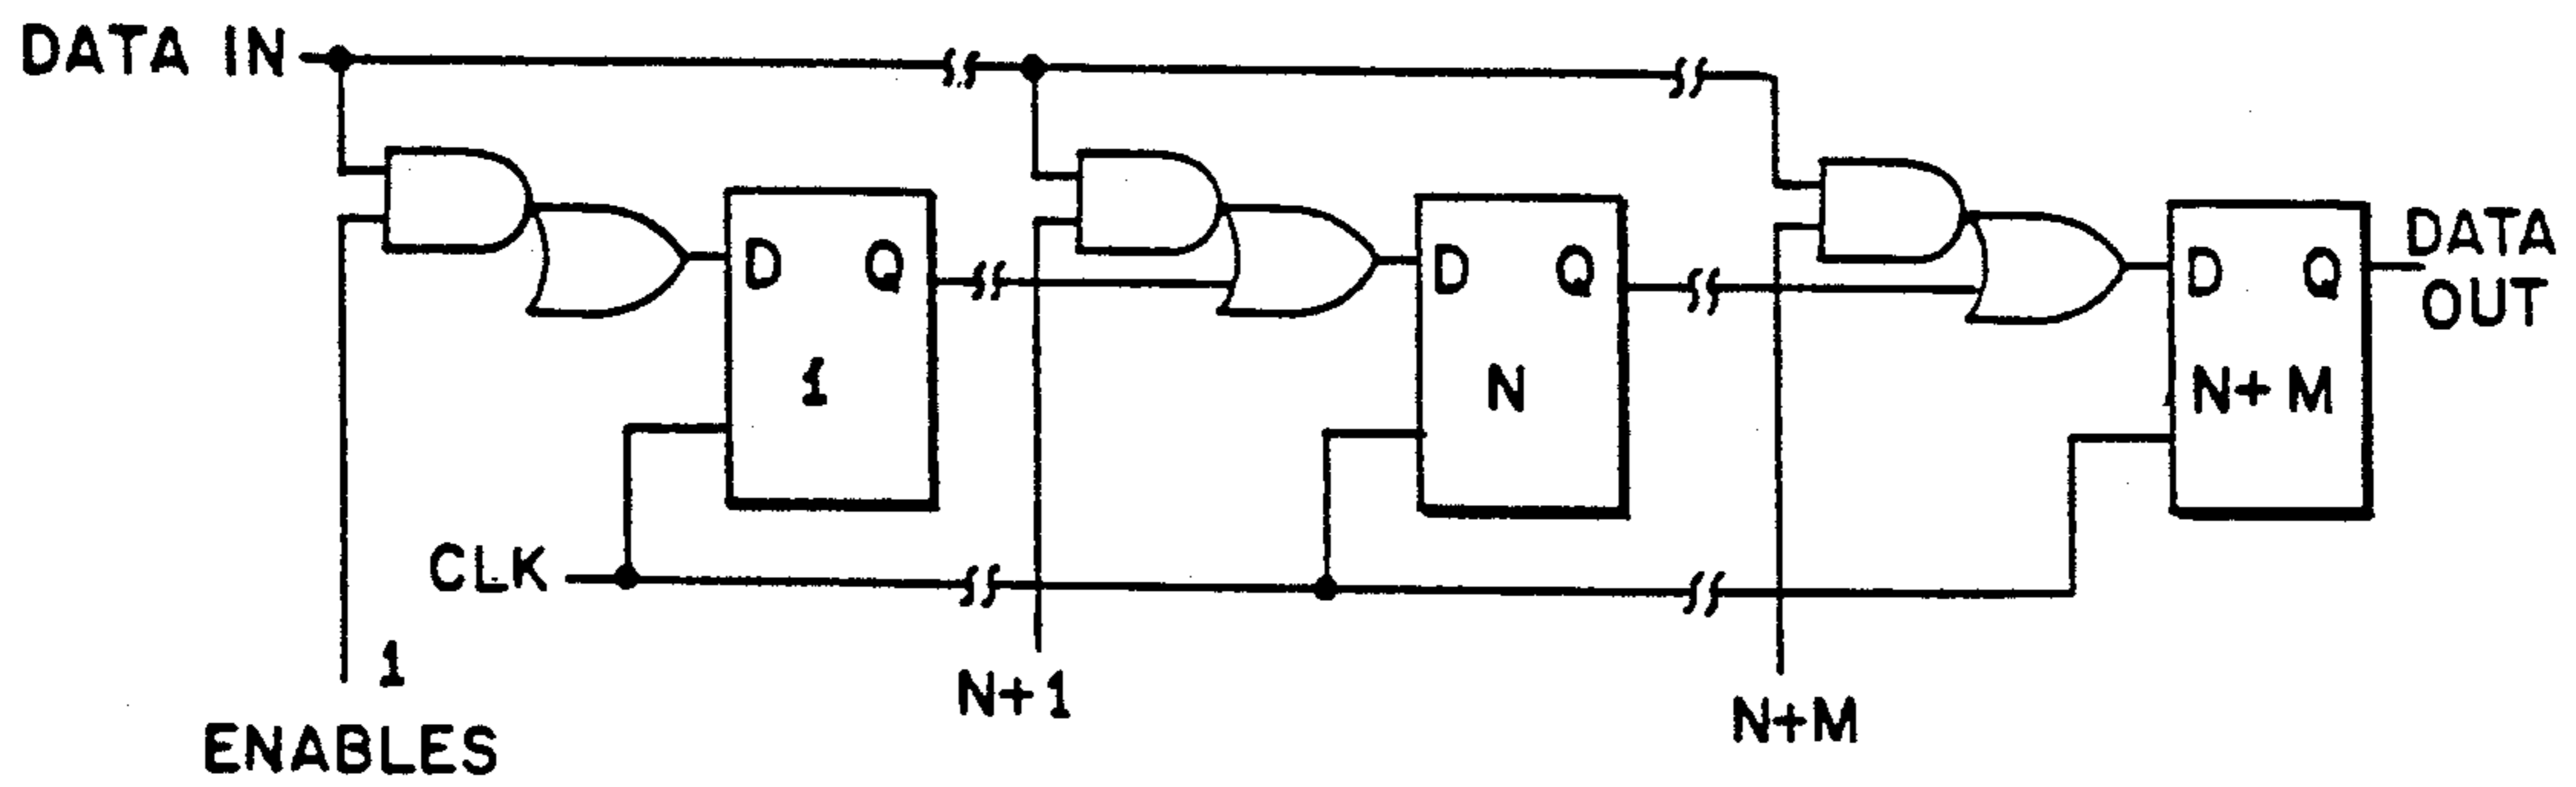 DATA IN
D Q
1
D Q
N
D Q
N+M
DATA
OUT
CLK
1
N+1
N+M
ENABLES